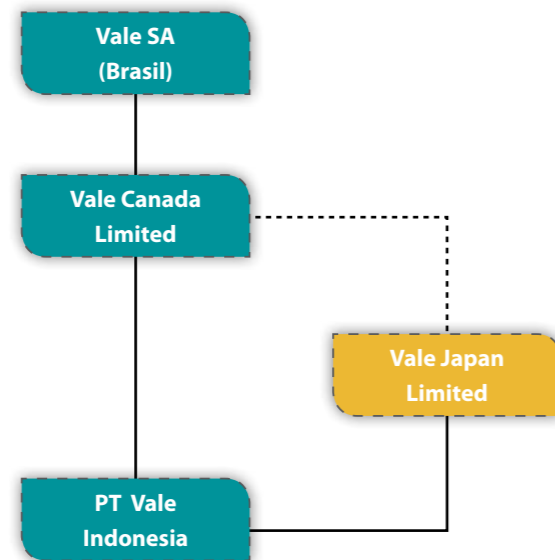 Vale SA
(Brasil)
Vale Canada
Limited
Vale Japan
Limited
PT Vale
Indonesia